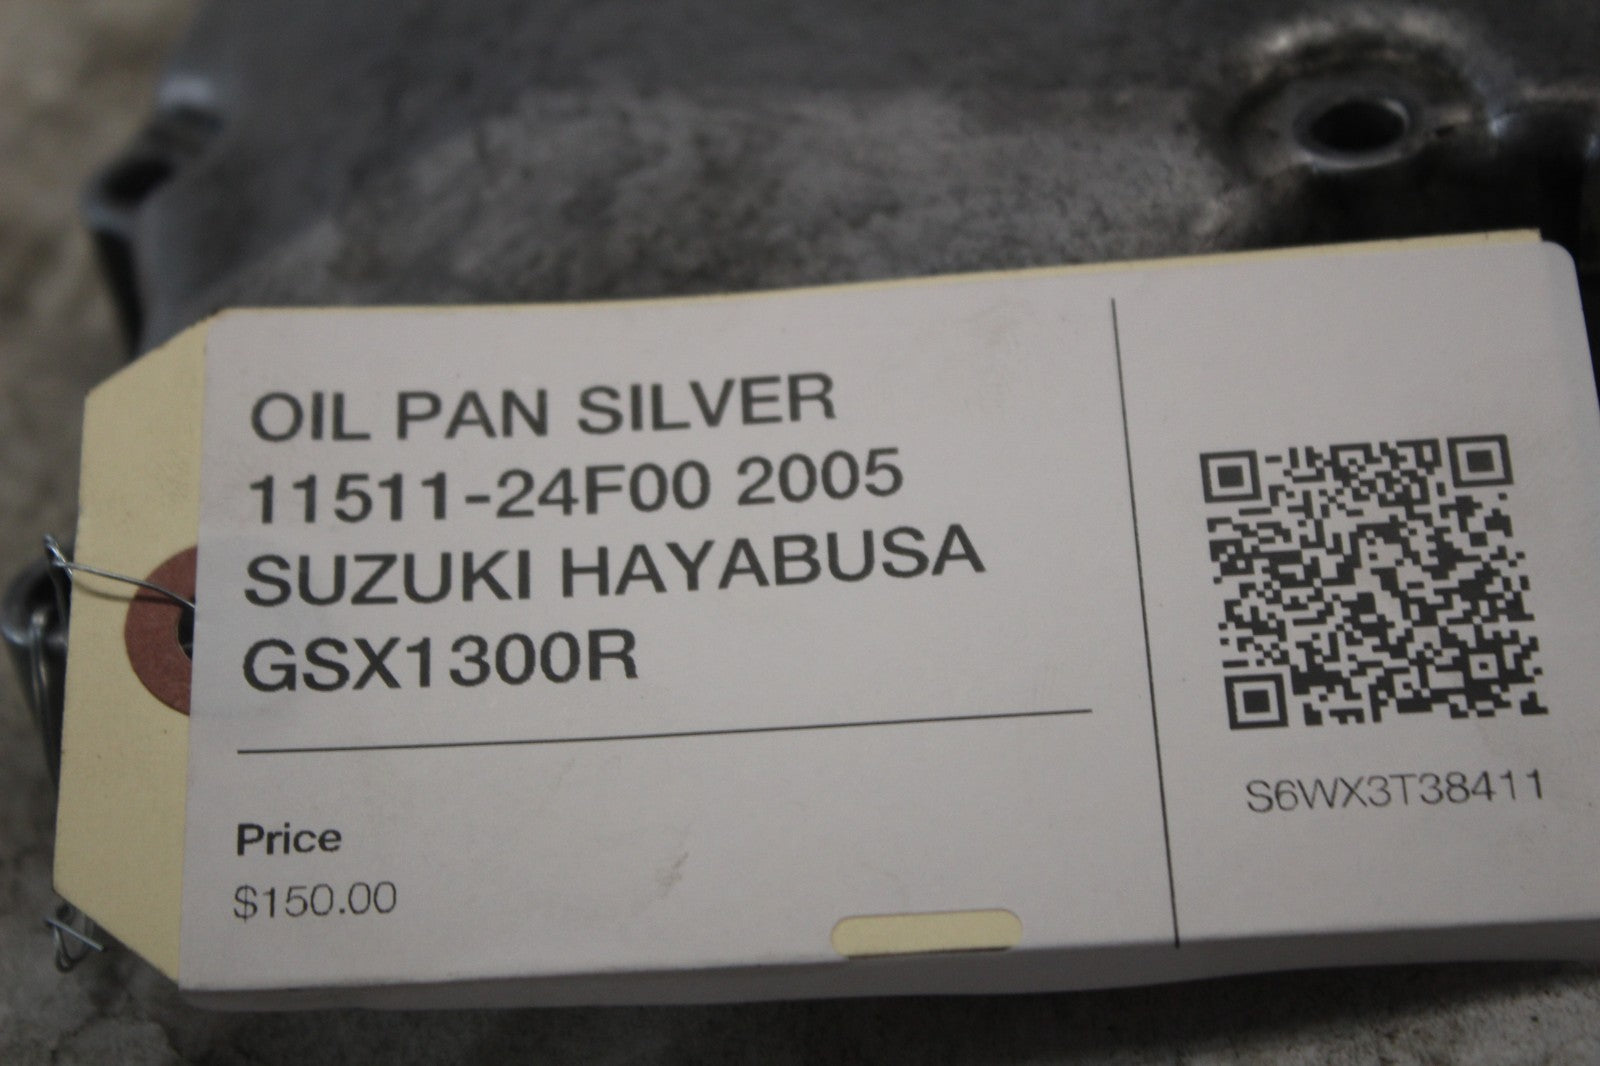 OIL PAN SILVER
11511-24F00 2005
SUZUKI HAYABUSA
GSX1300R
Price
$150.00
S6WX3T38411